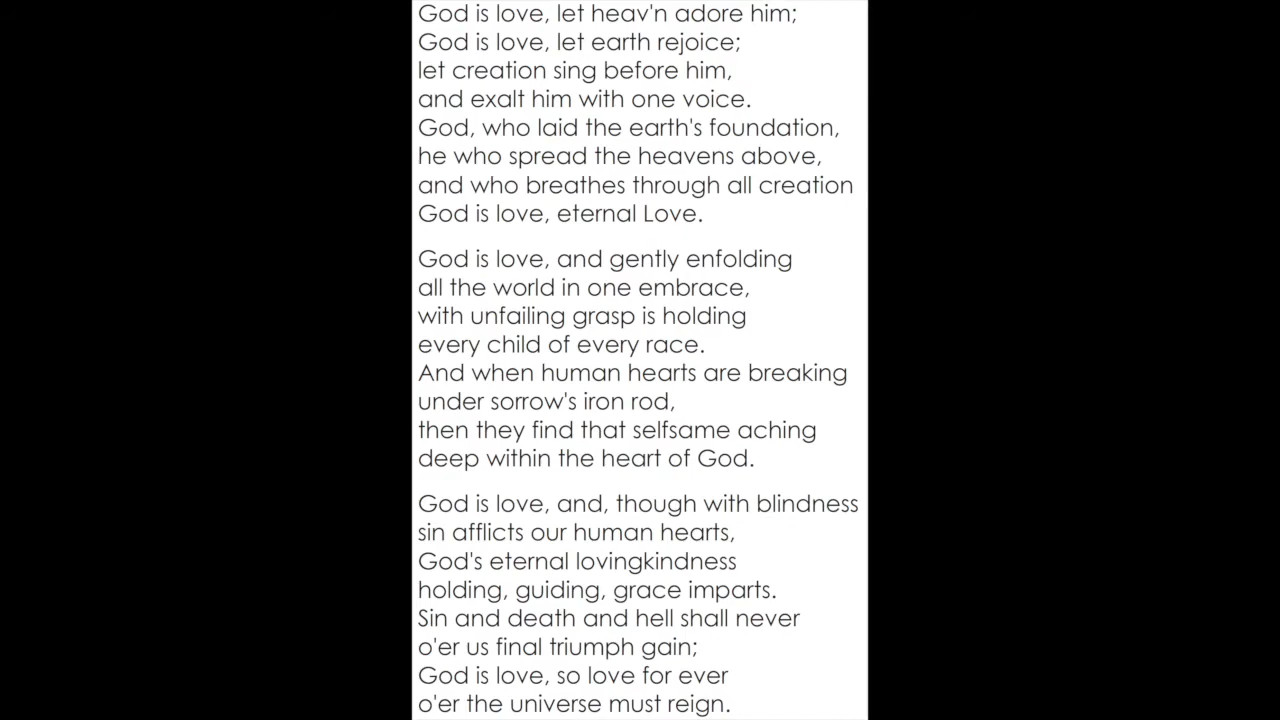 God is love, let heav'n adore him;
God is love, let earth rejoice;
let creation sing before him,
and exalt him with one voice.
God, who laid the earth's foundation,
he who spread the heavens above,
and who breathes through all creation
God is love, eternal Love.
God is love, and gently enfolding
all the world in one embrace,
with unfailing grasp is holding
every child of every race.
And when human hearts are breaking
under sorrow's iron rod,
then they find that selfsame aching
deep within the heart of God.
God is love, and, though with blindness
sin afflicts our human hearts,
God's eternal lovingkindness
holding, guiding, grace imparts.
Sin and death and hell shall never
o'er us final triumph gain;
God is love, so love for ever
o'er the universe must reign.